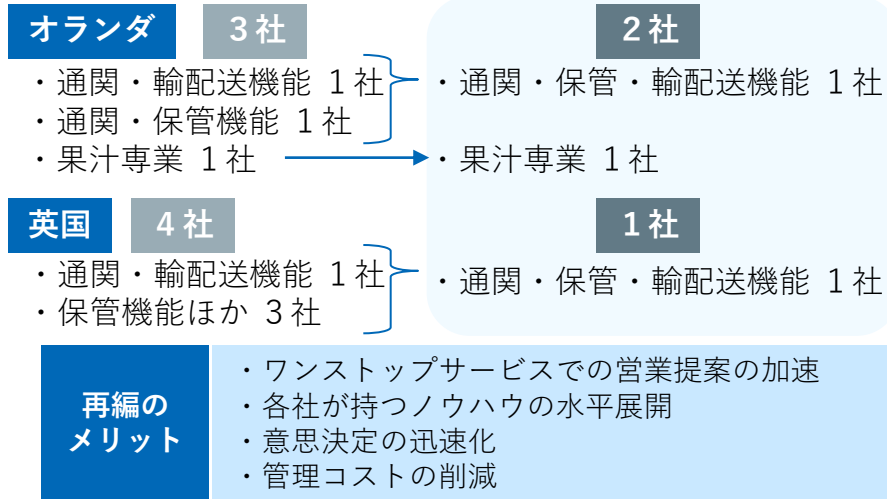 オランダ 3社 2社
・通関・輸配送機能 1社 ・通関・保管・輸配送機能 1社
・通関・保管機能 1社
・果汁専業 1社 ・果汁専業 1社
英国 4社 1社
・通関・輸配送機能 1社 ・通関・保管・輸配送機能 1社
・保管機能ほか 3社
再編の
メリット
・ワンストップサービスでの営業提案の加速
・各社が持つノウハウの水平展開
・意思決定の迅速化
・管理コストの削減